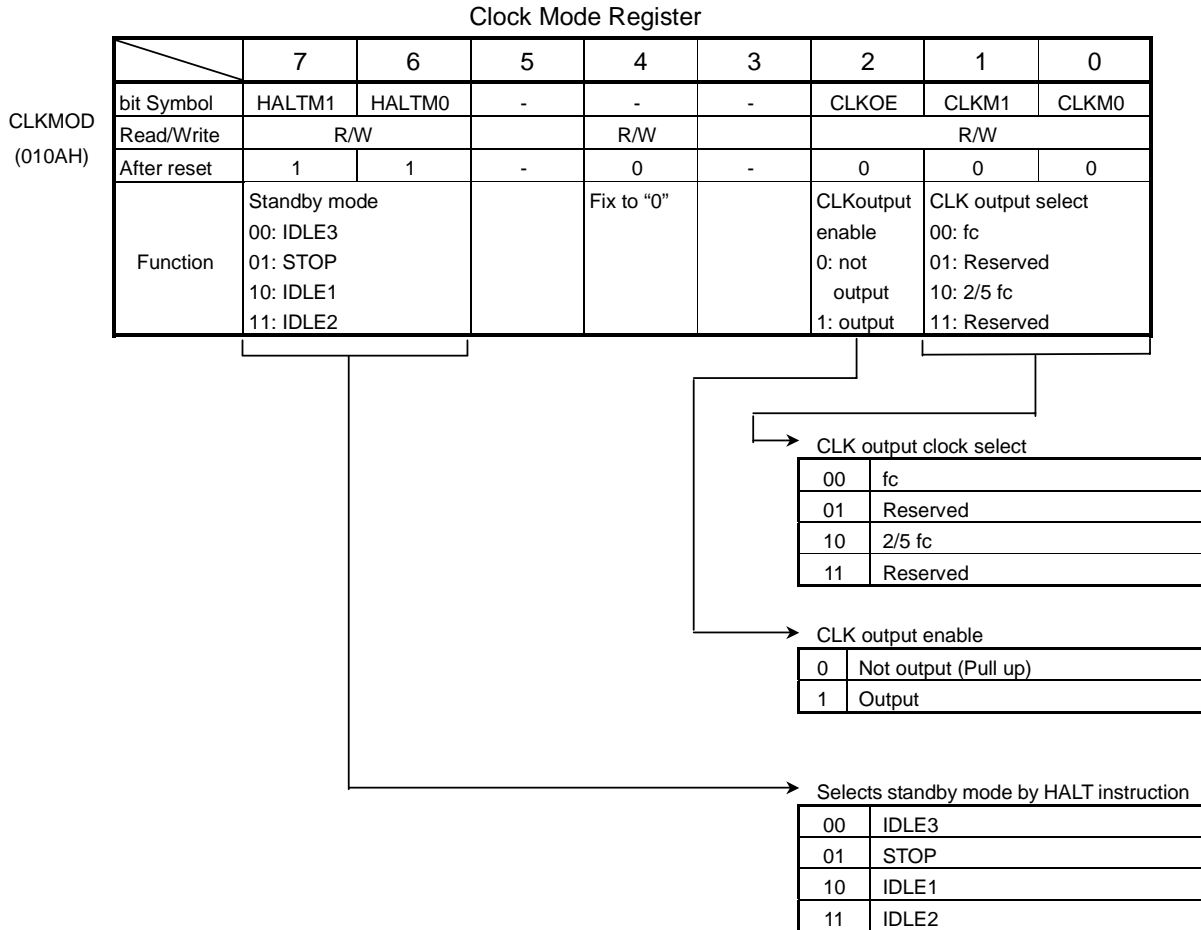 Clock Mode Register
7 6 5 4 3 2 1 0
CLKMOD
(010AH)
bit Symbol HALTM1 HALTM0 - - - CLKOE CLKM1 CLKM0
Read/Write R/W R/W R/W
After reset 1 1 - 0 - 0 0 0
Function
Standby mode
00: IDLE3
01: STOP
10: IDLE1
11: IDLE2
Fix to “0”
CLKoutput
enable
0: not
output
1: output
CLK output select
00: fc
01: Reserved
10: 2/5 fc
11: Reserved
CLK output clock select
00 fc
01 Reserved
10 2/5 fc
11 Reserved
CLK output enable
0 Not output (Pull up)
1 Output
Selects standby mode by HALT instruction
00 IDLE3
01 STOP
10 IDLE1
11 IDLE2